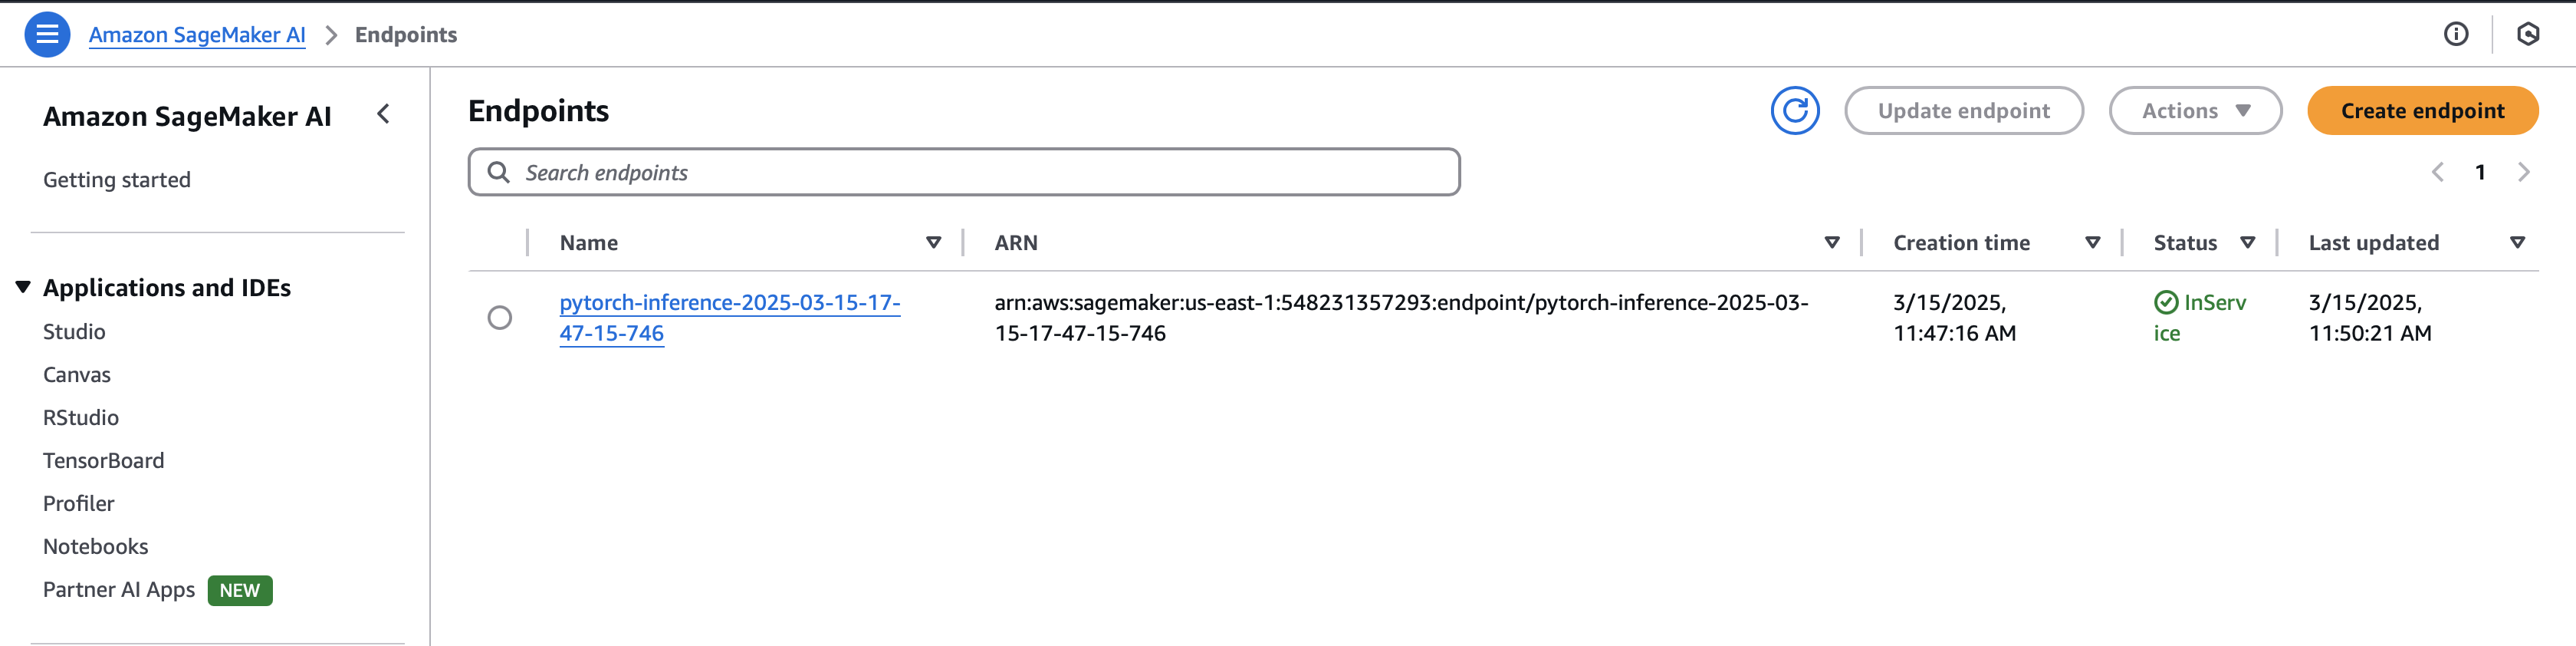 Amazon SageMaker AI > Endpoints
Amazon SageMaker AI
Getting started
Applications and IDEs
Studio
Canvas
RStudio
TensorBoard
Profiler
Notebooks
Partner AI Apps NEW
Endpoints
Update endpoint
Actions
Create endpoint
Search endpoints
1
Name ARN Creation time Status Last updated
pytorch-inference-2025-03-15-17-
47-15-746
arn:aws:sagemaker:us-east-1:548231357293:endpoint/pytorch-inference-2025-03-
15-17-47-15-746
3/15/2025,
11:47:16 AM
InServ
ice
3/15/2025,
11:50:21 AM